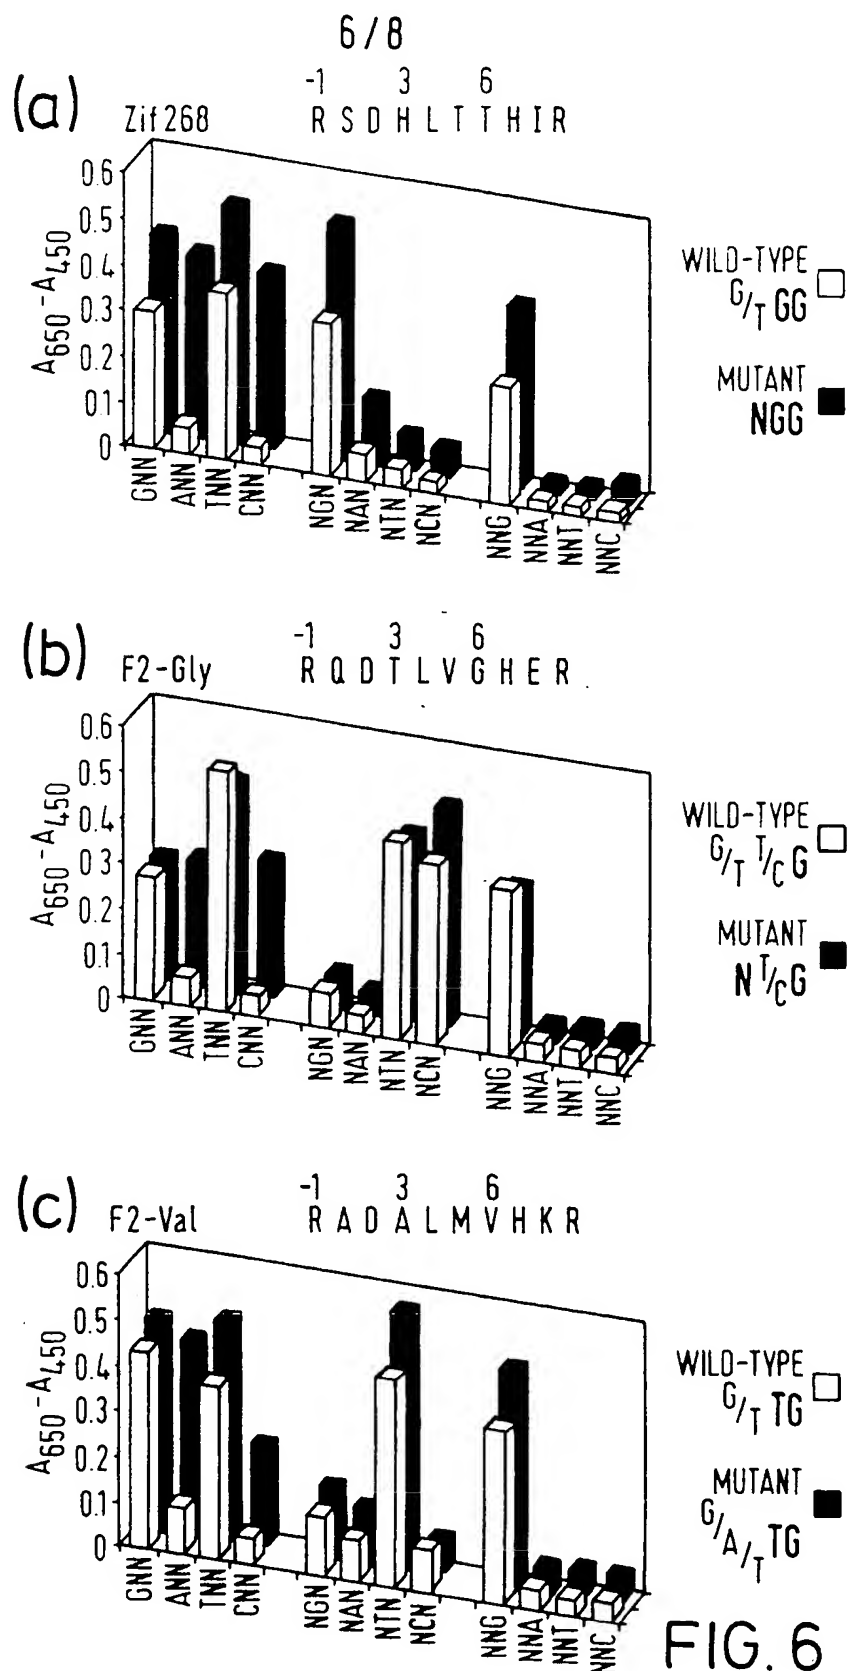 6/8
(a)
-1 3 6
Zif 268 R S D H L T T H I R
0.6
0.5
0.4
0.3
0.2
0.1
0
A650-A450
GNN ANN TNN CNN NGN NAN NTN NCN NNG NNA NNT NNC
WILD-TYPE
G/T GG
MUTANT
NGG
(b)
-1 3 6
F2-Gly R Q D T L V G H E R
0.6
0.5
0.4
0.3
0.2
0.1
0
A650-A450
GNN ANN TNN CNN NGN NAN NTN NCN NNG NNA NNT NNC
WILD-TYPE
G/T T/C G
MUTANT
N T/C G
(c)
-1 3 6
F2-Val R A D A L M V H K R
0.6
0.5
0.4
0.3
0.2
0.1
0
A650-A450
GNN ANN TNN CNN NGN NAN NTN NCN NNG NNA NNT NNC
WILD-TYPE
G/T TG
MUTANT
G/A/T TG
FIG. 6